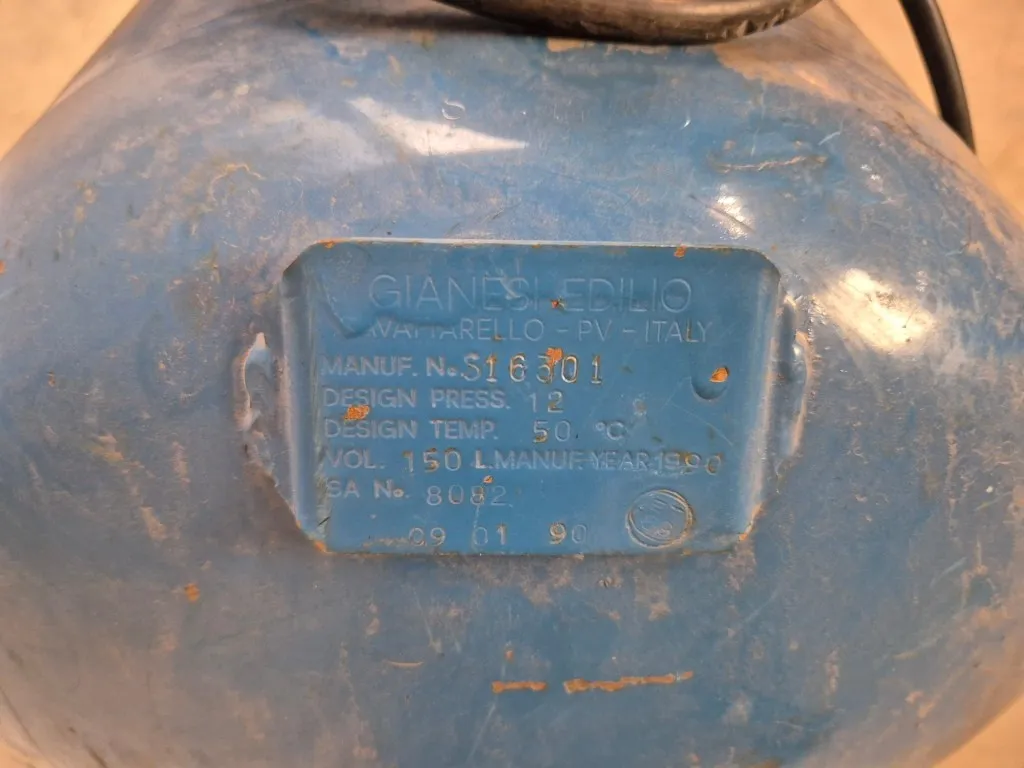 GIANESI EDILIO
- PV - ITALY
MANUF. No. S16301
DESIGN PRESS. 12
DESIGN TEMP. 50 °C
VOL. 150 L. MANUF. YEAR 1990
SA No. 8082
09 01 90